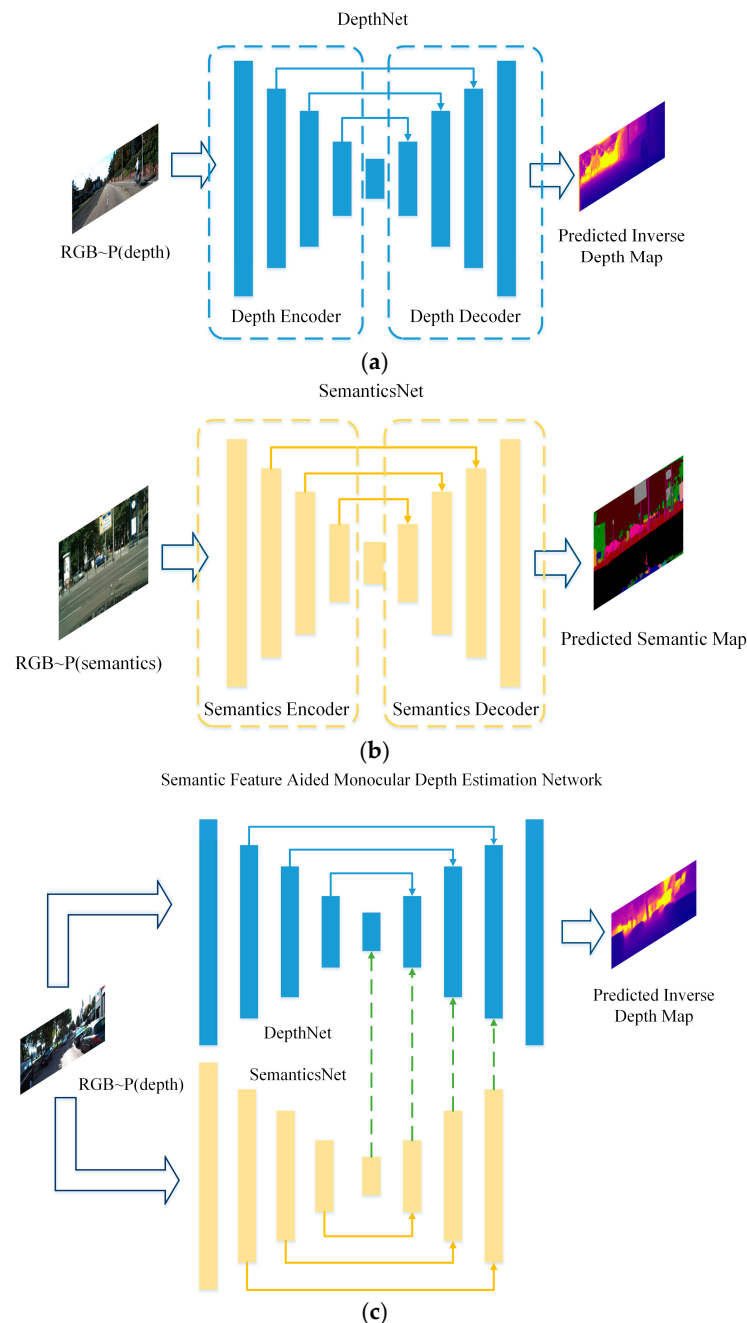 DepthNet
RGB~P(depth)
Predicted Inverse
Depth Map
Depth Encoder
Depth Decoder
(a)
SemanticsNet
RGB~P(semantics)
Predicted Semantic Map
Semantics Encoder
Semantics Decoder
(b)
Semantic Feature Aided Monocular Depth Estimation Network
DepthNet
Predicted Inverse
Depth Map
RGB~P(depth)
SemanticsNet
(c)